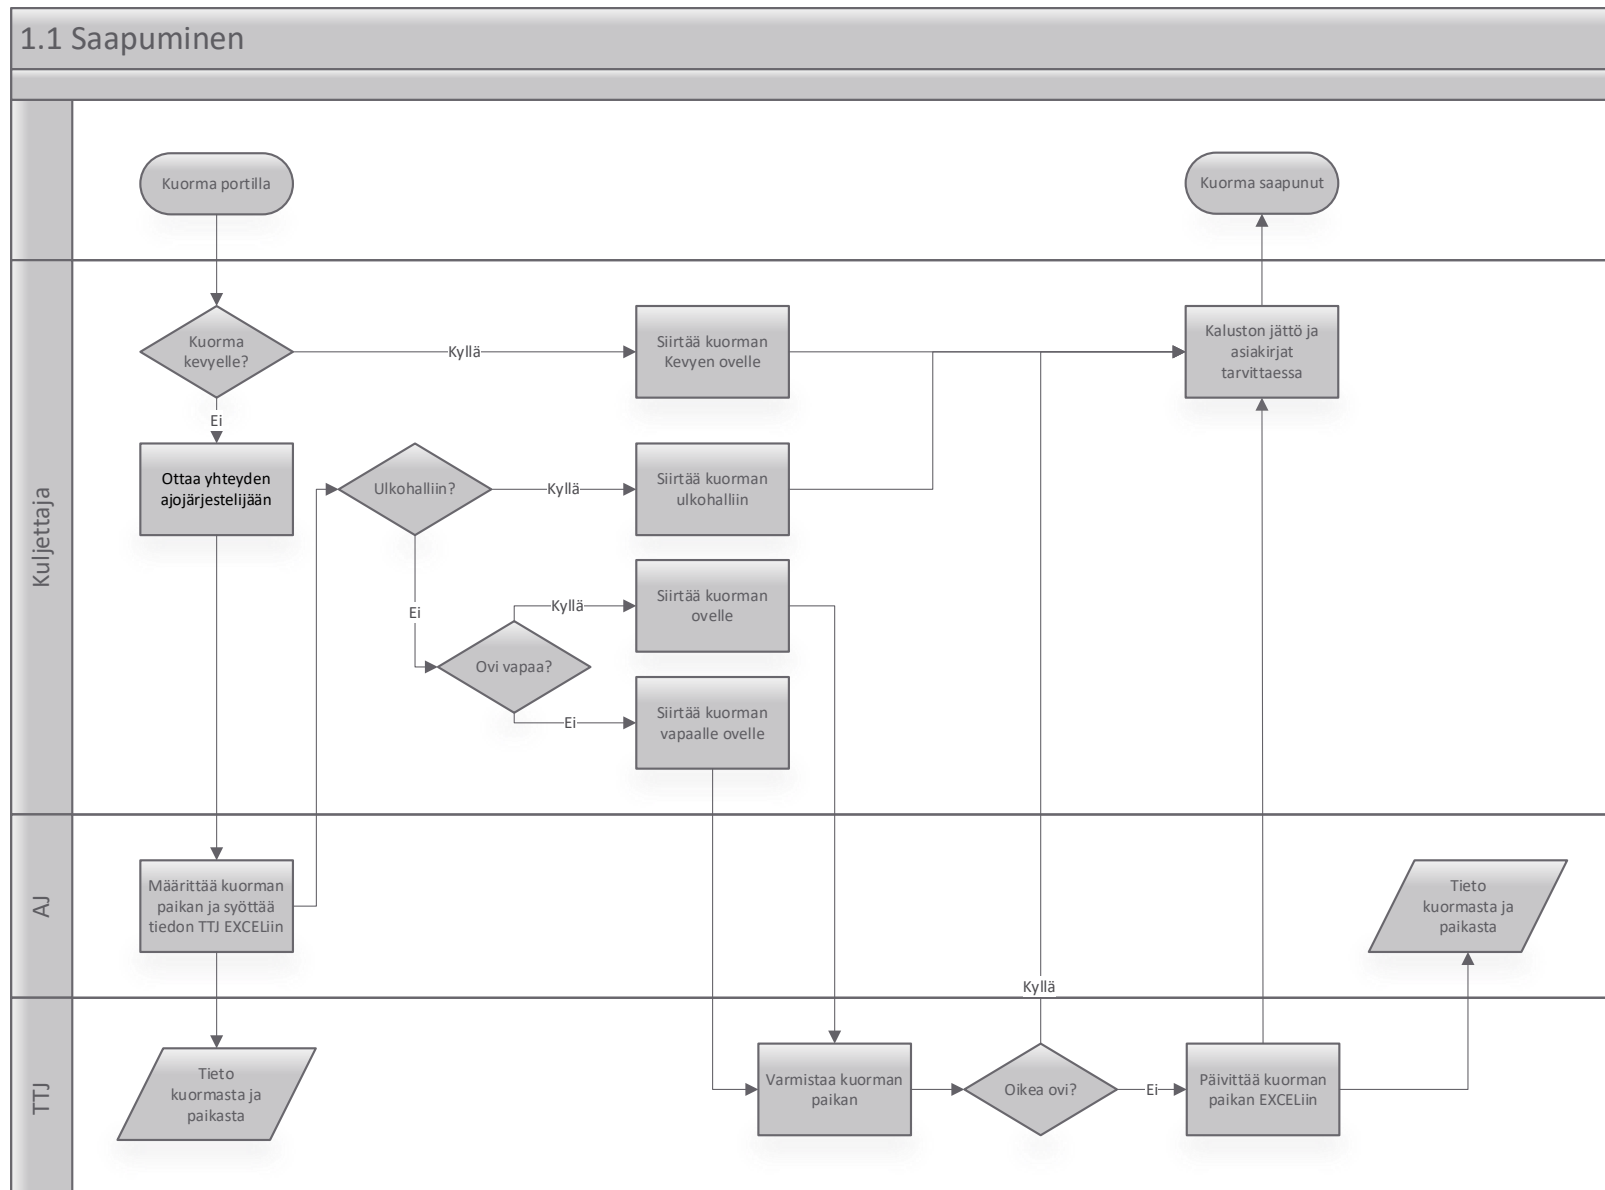 1.1 Saapuminen
Kuorma portilla
Kuorma saapunut
Kuljettaja
Kuorma
kevyelle?
Kyllä
Siirtää kuorman
Kevyen ovelle
Kaluston jättö ja
asiakirjat
tarvittaessa
Ei
Ottaa yhteyden
ajojärjestelijään
Ulkohalliin?
Kyllä
Siirtää kuorman
ulkohalliin
Ei
Kyllä
Siirtää kuorman
ovelle
Ovi vapaa?
Ei
Siirtää kuorman
vapaalle ovelle
AJ
Määrittää kuorman
paikan ja syöttää
tiedon TTJ EXCELiin
Tieto
kuormasta ja
paikasta
Kyllä
TTJ
Tieto
kuormasta ja
paikasta
Varmistaa kuorman
paikan
Oikea ovi?
Ei
Päivittää kuorman
paikan EXCELiin